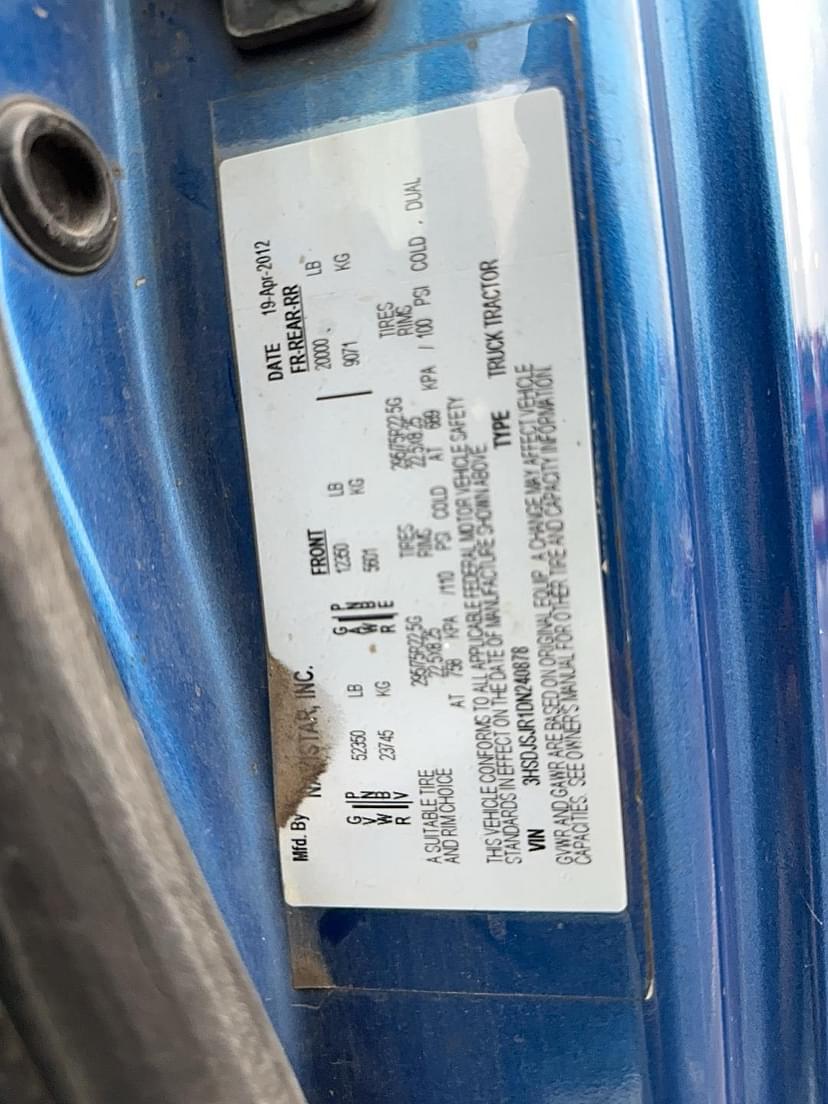 Mfd. By NAVISTAR, INC. DATE 19-Apr-2012
FRONT FR-REAR-RR
G P 52350 LB G P 12350 LB 20000 LB
V N A N
W B 23745 KG W B 5601 KG 9071 KG
R V R E
A SUITABLE TIRE 295/75R22.5G TIRES 295/75R22.5G TIRES
AND RIM CHOICE 22.5X8.25 RIMS 22.5X8.25 RIMS
AT 758 KPA /110 PSI COLD AT 689 KPA / 100 PSI COLD , DUAL
THIS VEHICLE CONFORMS TO ALL APPLICABLE FEDERAL MOTOR VEHICLE SAFETY
STANDARDS IN EFFECT ON THE DATE OF MANUFACTURE SHOWN ABOVE
VIN 3HSDJSJR1DN240878 TYPE TRUCK TRACTOR
GVWR AND GAWR ARE BASED ON ORIGINAL EQUIP. A CHANGE MAY AFFECT VEHICLE
CAPACITIES. SEE OWNER'S MANUAL FOR OTHER TIRE AND CAPACITY INFORMATION.